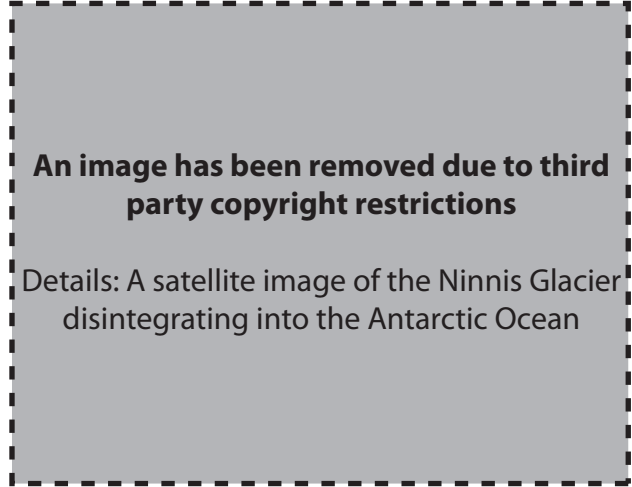 An image has been removed due to third
party copyright restrictions
Details: A satellite image of the Ninnis Glacier
disintegrating into the Antarctic Ocean